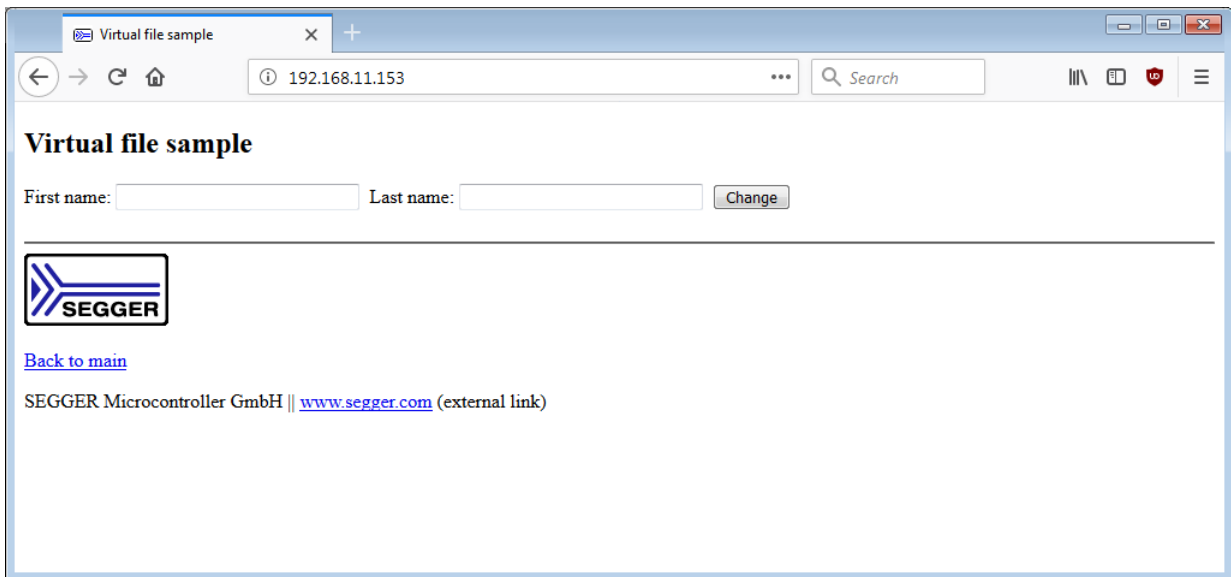 Virtual file sample
192.168.11.153
Search
Virtual file sample
First name: Last name: Change
SEGGER
Back to main
SEGGER Microcontroller GmbH || www.segger.com (external link)